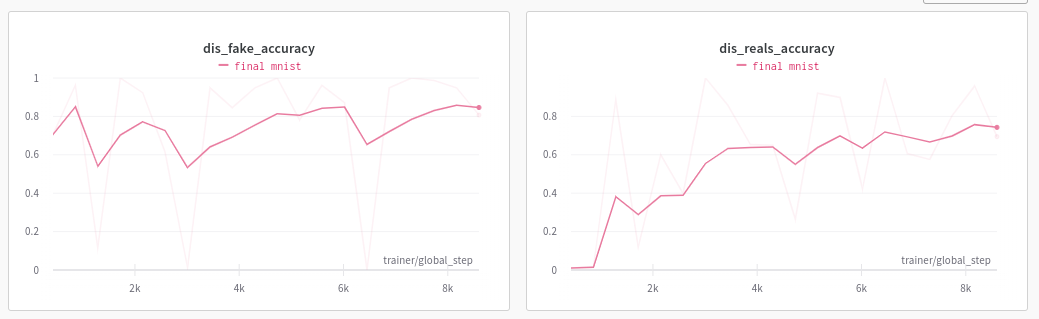 dis_fake_accuracy
final mnist
1
0.8
0.6
0.4
0.2
0
trainer/global_step
2k 4k 6k 8k
dis_reals_accuracy
final mnist
0.8
0.6
0.4
0.2
0
trainer/global_step
2k 4k 6k 8k